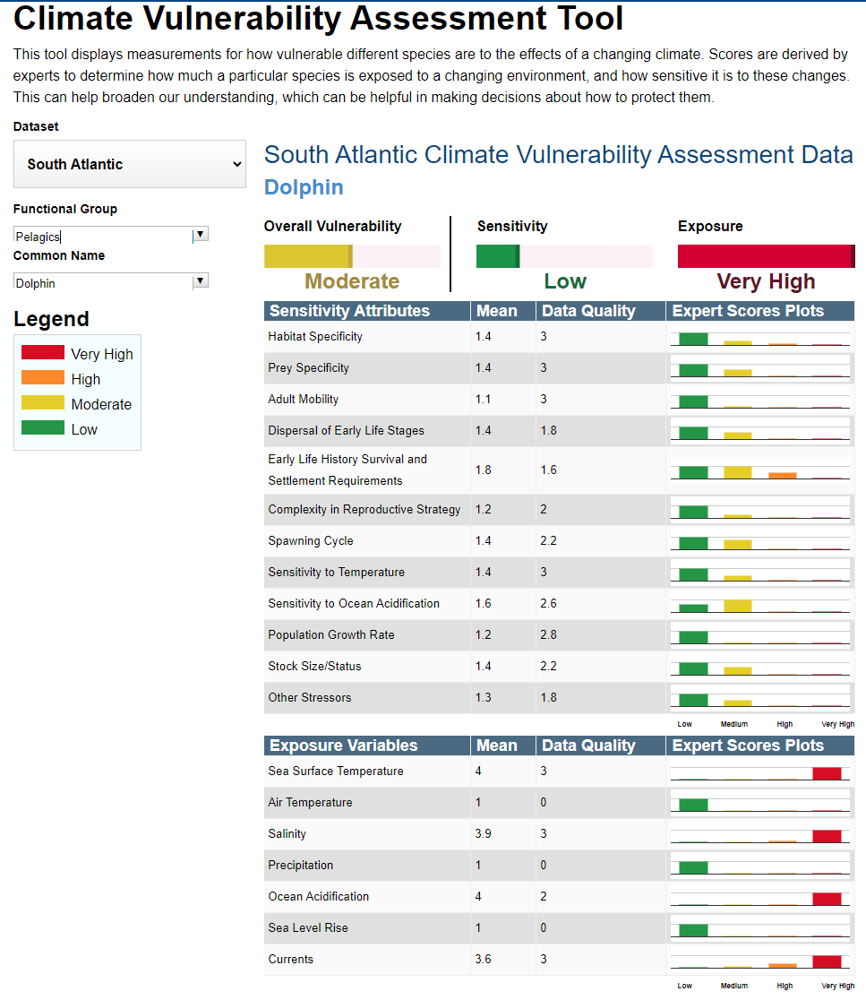 Climate Vulnerability Assessment Tool
This tool displays measurements for how vulnerable different species are to the effects of a changing climate. Scores are derived by
experts to determine how much a particular species is exposed to a changing environment, and how sensitive it is to these changes.
This can help broaden our understanding, which can be helpful in making decisions about how to protect them.
Dataset
South Atlantic
Functional Group
Pelagics
Common Name
Dolphin
Legend
Very High
High
Moderate
Low
South Atlantic Climate Vulnerability Assessment Data
Dolphin
Overall Vulnerability Sensitivity Exposure
Moderate Low Very High
Sensitivity Attributes Mean Data Quality Expert Scores Plots
Habitat Specificity 1.4 3
Prey Specificity 1.4 3
Adult Mobility 1.1 3
Dispersal of Early Life Stages 1.4 1.8
Early Life History Survival and
Settlement Requirements 1.8 1.6
Complexity in Reproductive Strategy 1.2 2
Spawning Cycle 1.4 2.2
Sensitivity to Temperature 1.4 3
Sensitivity to Ocean Acidification 1.6 2.6
Population Growth Rate 1.2 2.8
Stock Size/Status 1.4 2.2
Other Stressors 1.3 1.8
Low Medium High Very High
Exposure Variables Mean Data Quality Expert Scores Plots
Sea Surface Temperature 4 3
Air Temperature 1 0
Salinity 3.9 3
Precipitation 1 0
Ocean Acidification 4 2
Sea Level Rise 1 0
Currents 3.6 3
Low Medium High Very High